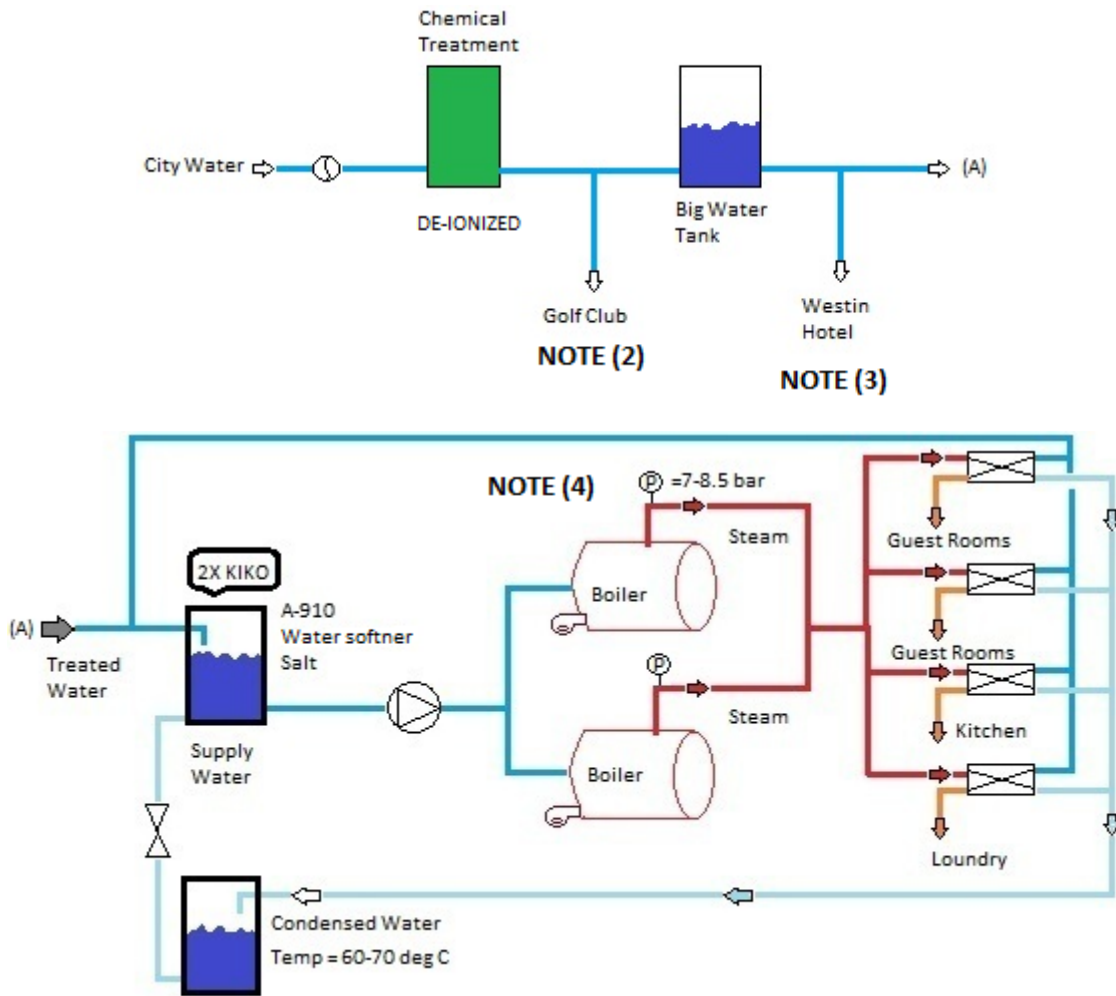 Chemical
Treatment
City Water
(A)
DE-IONIZED
Big Water
Tank
Golf Club
Westin
Hotel
NOTE (2)
NOTE (3)
NOTE (4)
P
=7-8.5 bar
Steam
Guest Rooms
2X KIKO
Boiler
A-910
Water softner
Salt
(A)
Treated
Water
Guest Rooms
P
Steam
Kitchen
Supply
Water
Boiler
Loundry
Condensed Water
Temp = 60-70 deg C